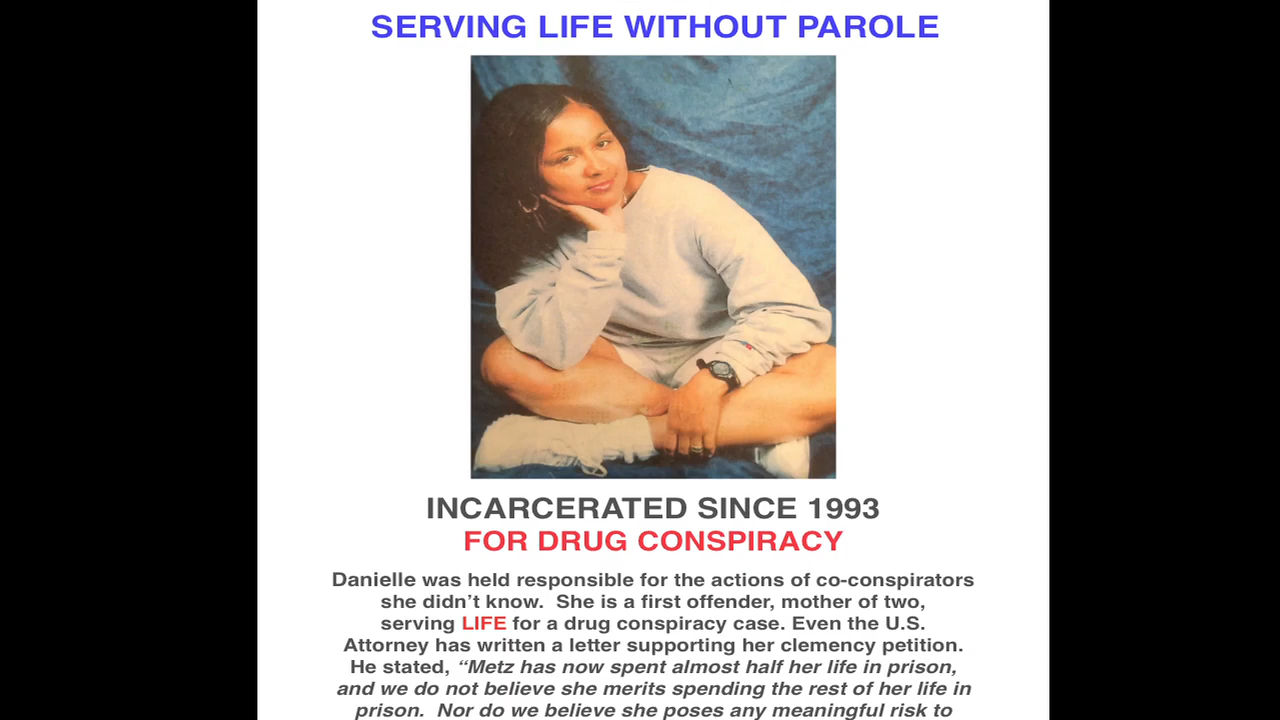 SERVING LIFE WITHOUT PAROLE
INCARCERATED SINCE 1993
FOR DRUG CONSPIRACY
Danielle was held responsible for the actions of co-conspirators
she didn’t know.  She is a first offender, mother of two,
serving LIFE for a drug conspiracy case. Even the U.S.
Attorney has written a letter supporting her clemency petition.
He stated, “Metz has now spent almost half her life in prison,
and we do not believe she merits spending the rest of her life in
prison.  Nor do we believe she poses any meaningful risk to